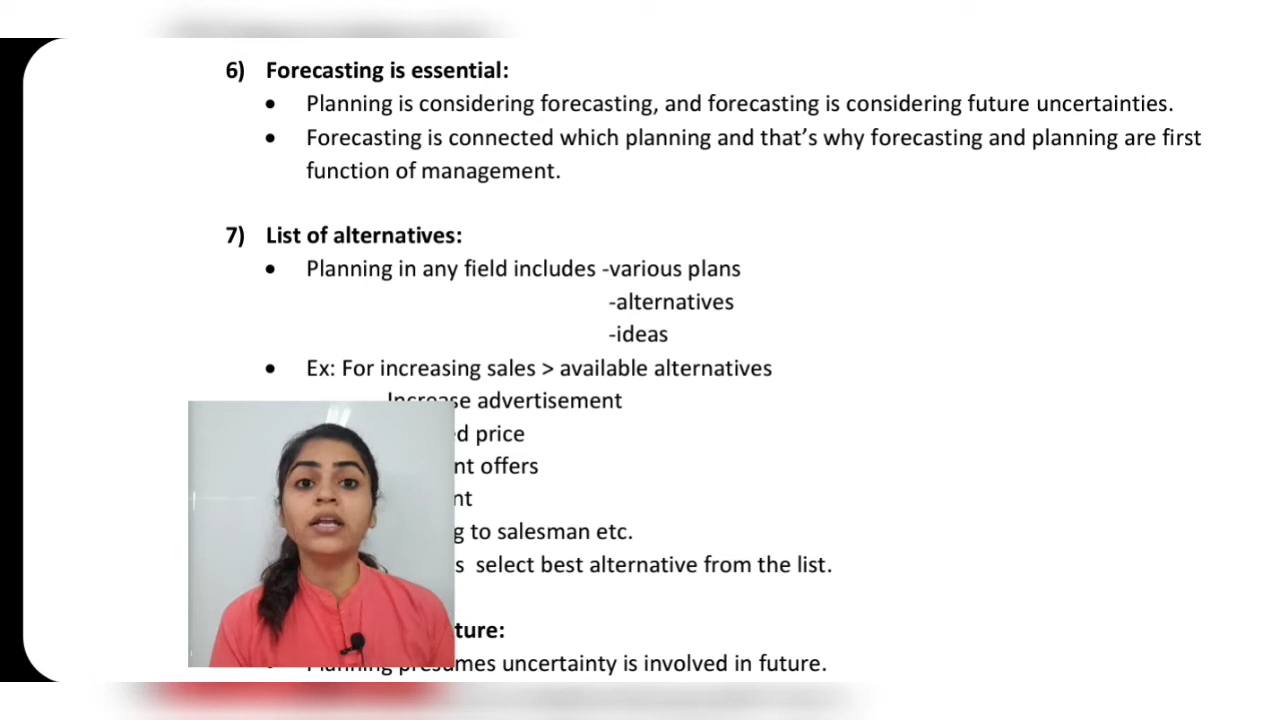 6) Forecasting is essential:
• Planning is considering forecasting, and forecasting is considering future uncertainties.
• Forecasting is connected which planning and that's why forecasting and planning are first
function of management.
7) List of alternatives:
• Planning in any field includes -various plans
-alternatives
-ideas
• Ex: For increasing sales > available alternatives
Increase advertisement
price
offers
to salesman etc.
select best alternative from the list.
Planning presumes uncertainty is involved in future.